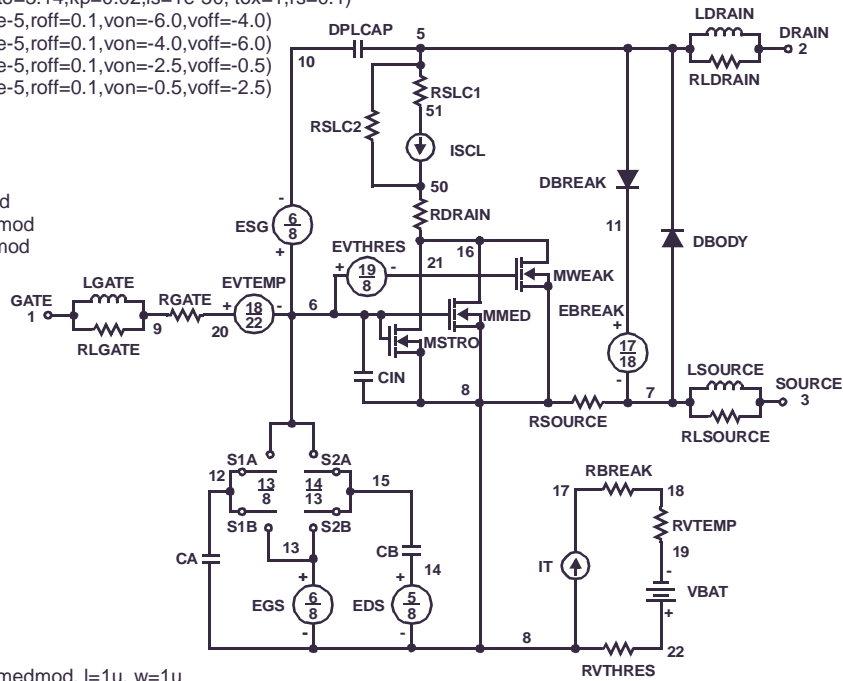 e-5,roff=0.1,von=-6.0,voff=-4.0)
e-5,roff=0.1,von=-4.0,voff=-6.0)
e-5,roff=0.1,von=-2.5,voff=-0.5)
e-5,roff=0.1,von=-0.5,voff=-2.5)
LDRAIN
DPLCAP
5
DRAIN
2
10
RLDRAIN
RSLC1
51
RSLC2
ISCL
50
DBREAK
RDRAIN
ESG
6
8
-
+
11
DBODY
EVTHRES
+
19
8
-
21
16
MWEAK
LGATE
EVTEMP
GATE
1
RGATE
+
18
22
-
6
EBREAK
+
MMED
9
20
RLGATE
MSTRO
17
18
-
LSOURCE
CIN
8
7
SOURCE
3
RSOURCE
RLSOURCE
S1A
S2A
12
13
8
14
13
15
RBREAK
17
18
S1B
S2B
RVTEMP
13
CB
19
CA
14
IT
-
VBAT
+
+
+
EGS
6
8
EDS
5
8
-
-
8
22
RVTHRES
medmod, l=1u, w=1u